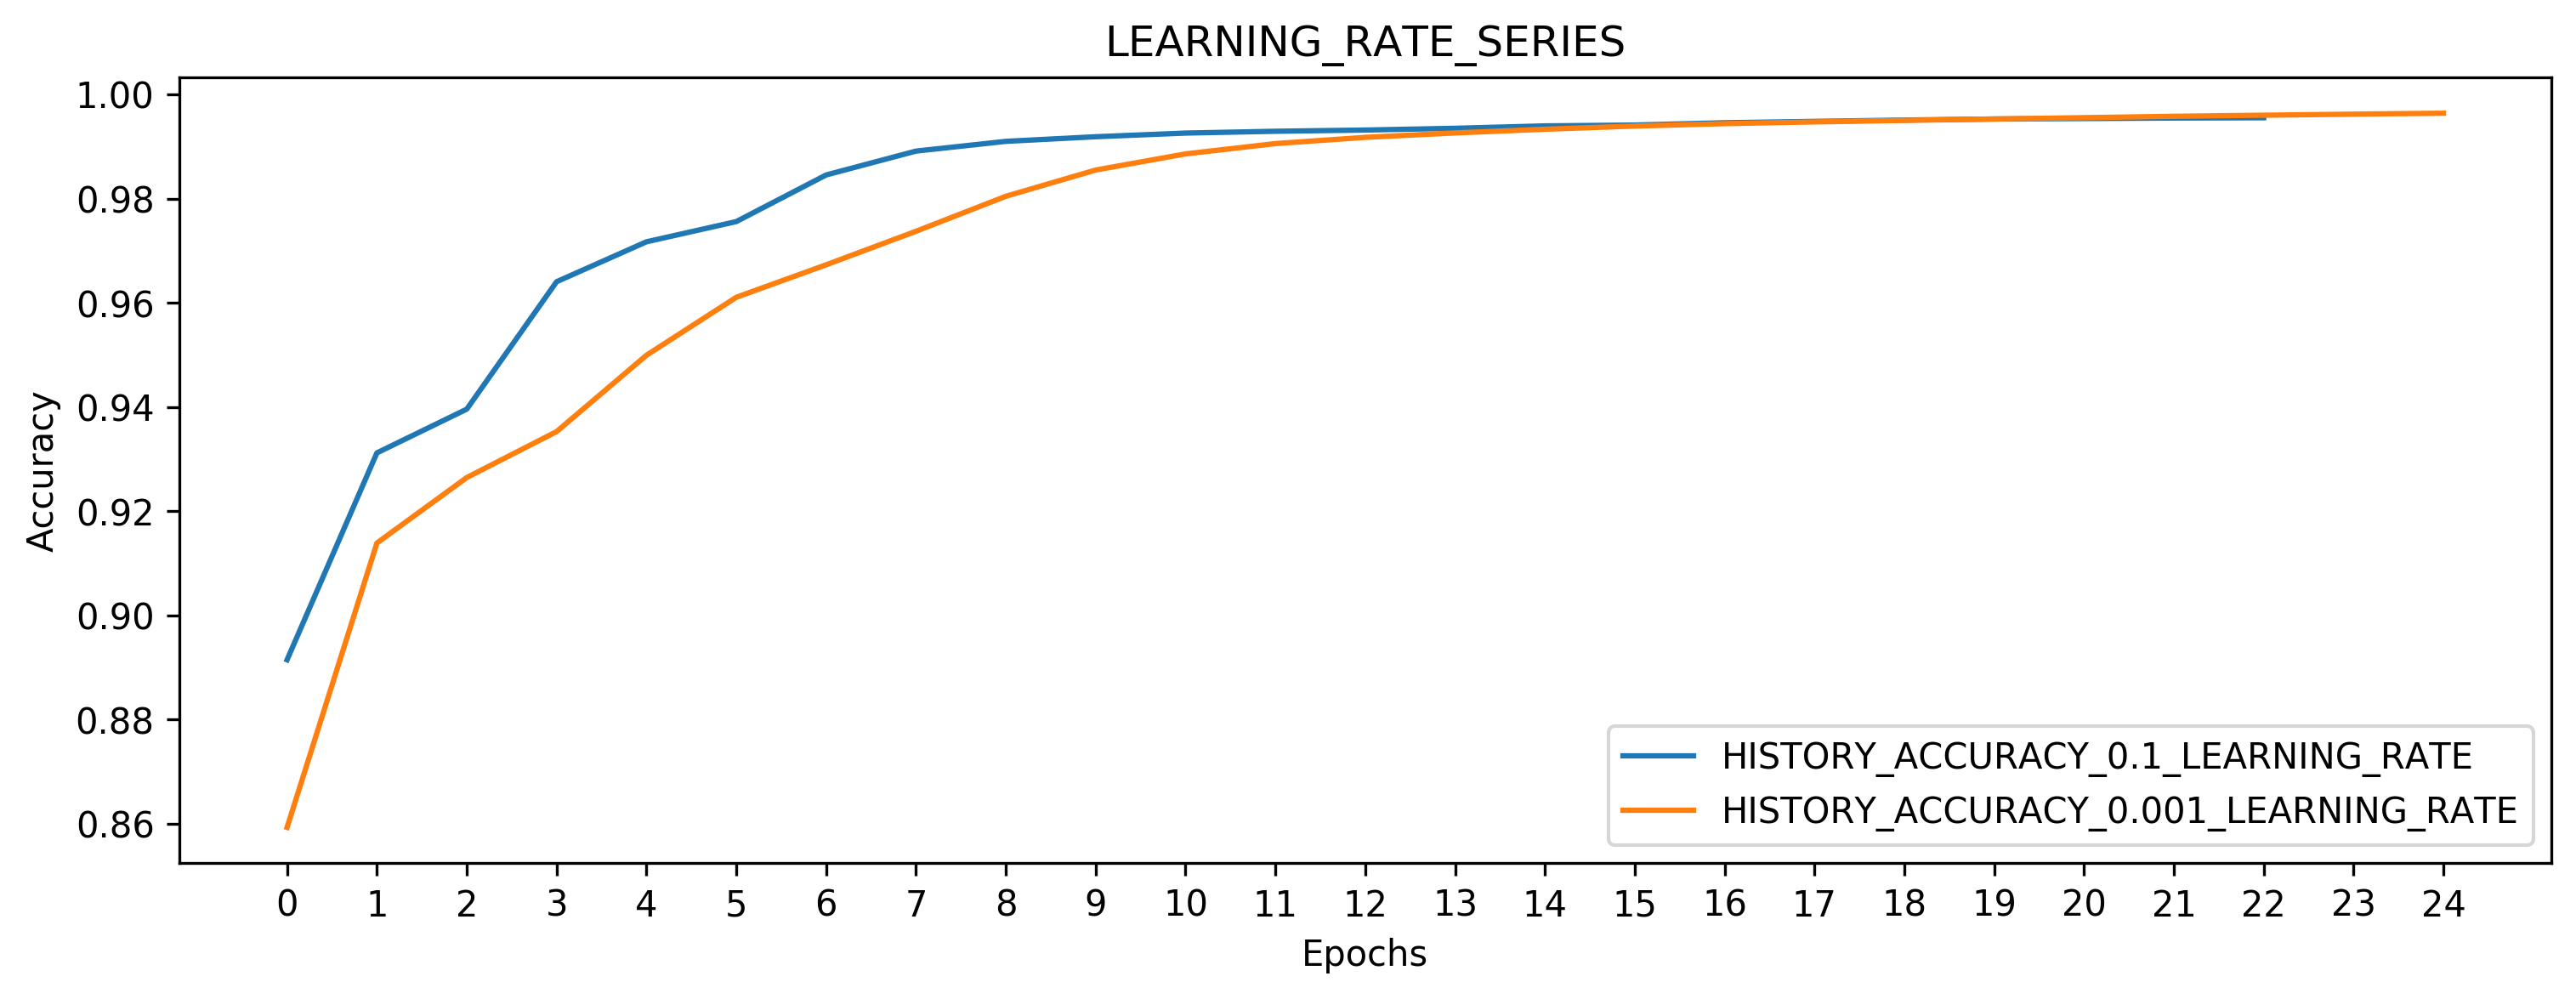 LEARNING_RATE_SERIES
1.00
0.98
0.96
0.94
0.92
0.90
0.88
0.86
Accuracy
HISTORY_ACCURACY_0.1_LEARNING_RATE
HISTORY_ACCURACY_0.001_LEARNING_RATE
0 1 2 3 4 5 6 7 8 9 10 11 12 13 14 15 16 17 18 19 20 21 22 23 24
Epochs